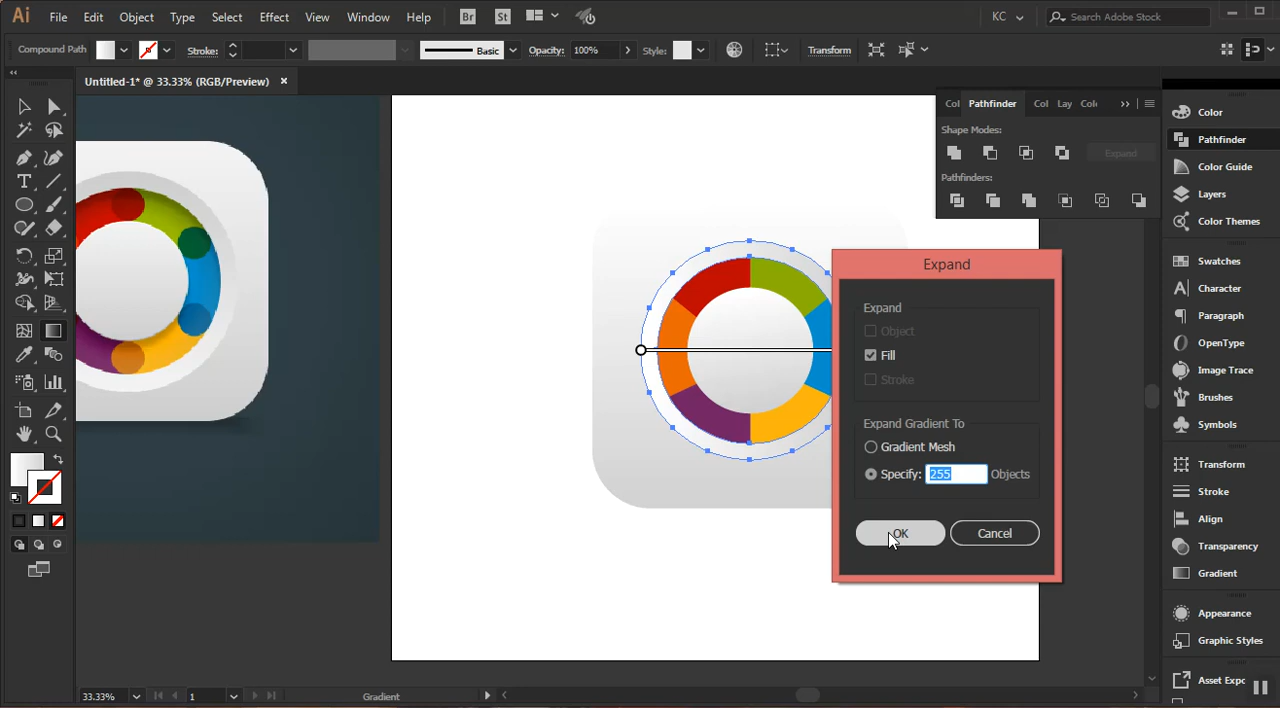 Ai File Edit Object Type Select Effect View Window Help Br St KC Search Adobe Stock
Compound Path Stroke: Basic Opacity: 100% Style: Transform
Untitled-1* @ 33.33% (RGB/Preview)
Col Pathfinder Col Lay Colo
Shape Modes:
Expand
Pathfinders:
Expand
Expand
Object
Fill
Stroke
Expand Gradient To
Gradient Mesh
Specify: 255 Objects
OK Cancel
Color
Pathfinder
Color Guide
Layers
Color Themes
Swatches
Character
Paragraph
OpenType
Image Trace
Brushes
Symbols
Transform
Stroke
Align
Transparency
Gradient
Appearance
Graphic Styles
Asset Expo
33.33% 1 Gradient